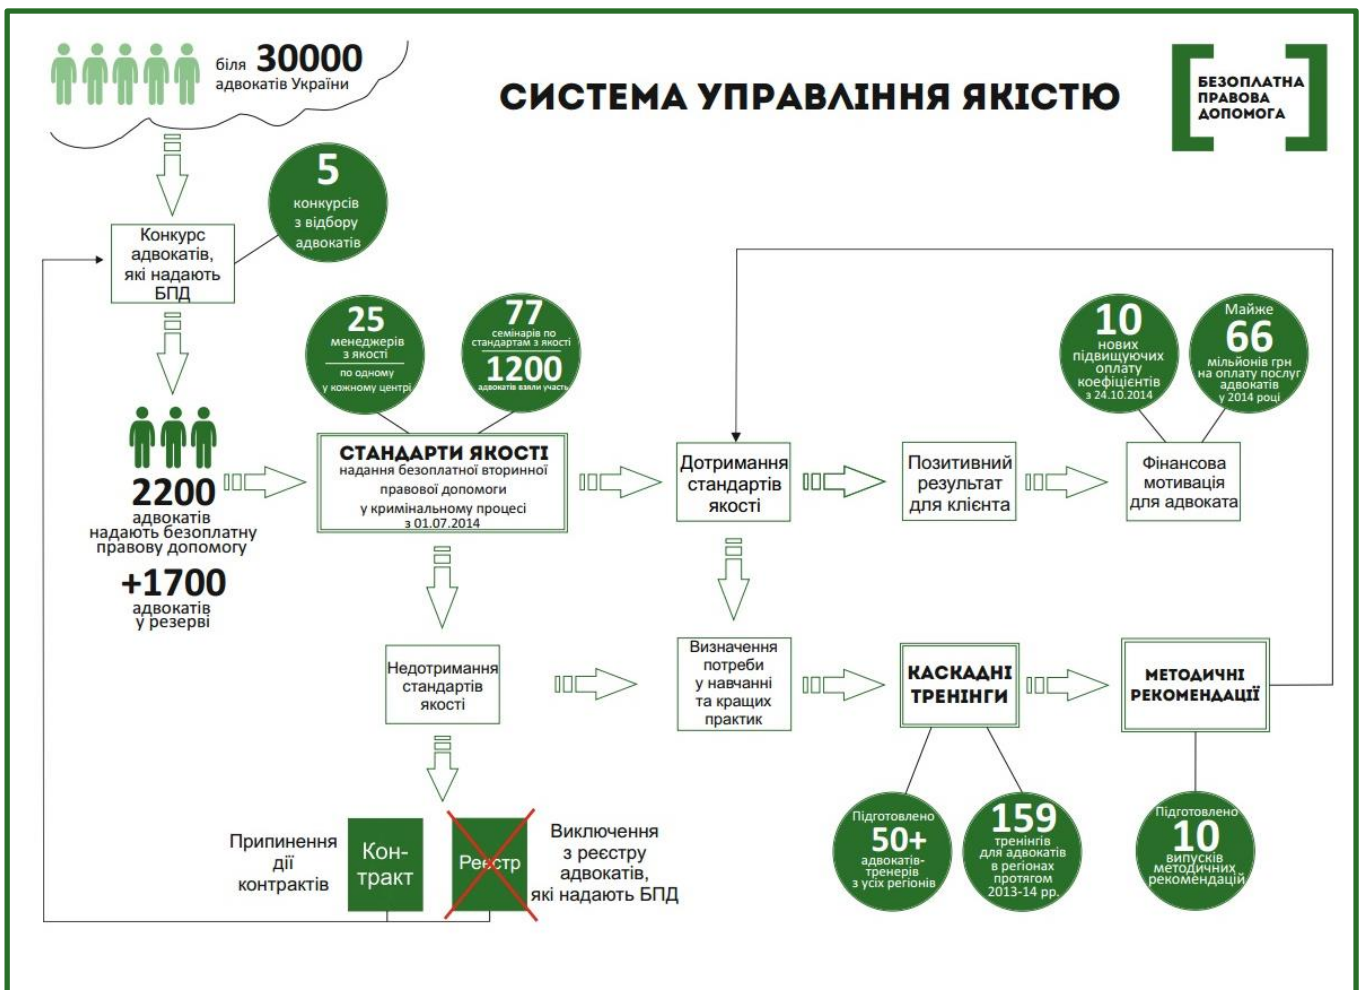 біля 30000
адвокатів України
СИСТЕМА УПРАВЛІННЯ ЯКІСТЮ
БЕЗОПЛАТНА
ПРАВОВА
ДОПОМОГА
5
конкурсів
з відбору
адвокатів
Конкурс
адвокатів,
які надають
БПД
25
менеджерів
з якості
по одному
у кожному центрі
77
семінарів по
стандартам з якості
1200
адвокатів взяли участь
10
нових
підвищуючих
оплату
коефіцієнтів
з 24.10.2014
Майже
66
мільйонів грн
на оплату послуг
адвокатів
у 2014 році
2200
адвокатів
надають безоплатну
правову допомогу
+1700
адвокатів
у резерві
СТАНДАРТИ ЯКОСТІ
надання безоплатної вторинної
правової допомоги
у кримінальному процесі
з 01.07.2014
Дотримання
стандартів
якості
Позитивний
результат
для клієнта
Фінансова
мотивація
для адвоката
Недотримання
стандартів
якості
Визначення
потреби
у навчанні
та кращих
практик
КАСКАДНІ
ТРЕНІНГИ
МЕТОДИЧНІ
РЕКОМЕНДАЦІЇ
Припинення
дії
контрактів
Кон-
тракт
Реєстр
Виключення
з реєстру
адвокатів,
які надають БПД
Підготовлено
50+
адвокатів-
тренерів
з усіх регіонів
159
тренінгів
для адвокатів
в регіонах
протягом
2013-14 рр.
Підготовлено
10
випусків
методичних
рекомендацій